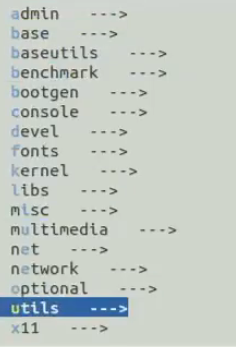 admin --->
base --->
baseutils --->
benchmark --->
bootgen --->
console --->
devel --->
fonts --->
kernel --->
libs --->
misc --->
multimedia --->
net --->
network --->
optional --->
utils --->
x11 --->